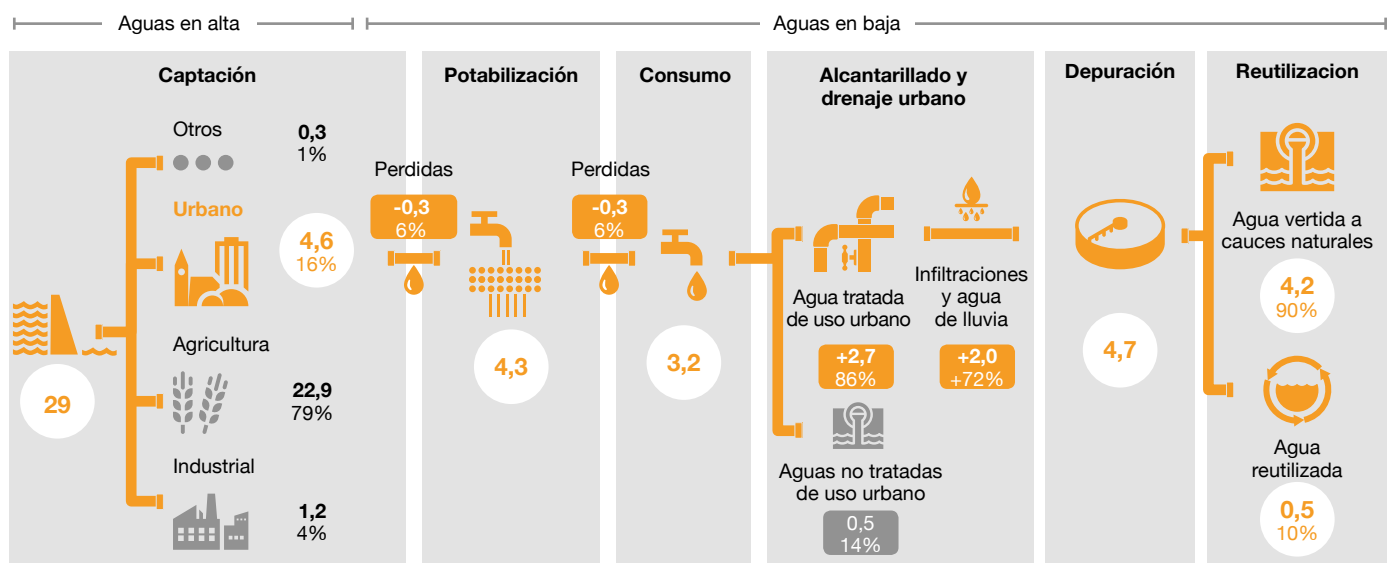 Aguas en alta
Aguas en baja
Captación
Otros
0,3
1%
Urbano
4,6
16%
29
Agricultura
22,9
79%
Industrial
1,2
4%
Perdidas
-0,3
6%
Potabilización
4,3
Perdidas
-0,3
6%
Consumo
3,2
Alcantarillado y
drenaje urbano
Agua tratada
de uso urbano
+2,7
86%
Infiltraciones
y agua
de lluvia
+2,0
+72%
Aguas no tratadas
de uso urbano
0,5
14%
Depuración
4,7
Reutilizacion
Agua vertida a
cauces naturales
4,2
90%
Agua
reutilizada
0,5
10%